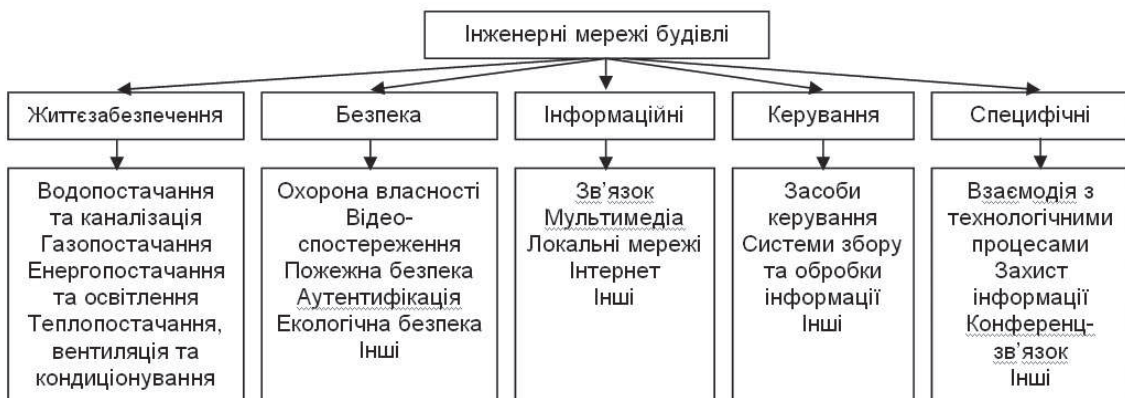 Інженерні мережі будівлі
Життєзабезпечення
Безпека
Інформаційні
Керування
Специфічні
Водопостачання
та каналізація
Газопостачання
Енергопостачання
та освітлення
Теплопостачання,
вентиляція та
кондиціонування
Охорона власності
Відео-
спостереження
Пожежна безпека
Аутентифікація
Екологічна безпека
Інші
Зв’язок
Мультимедіа
Локальні мережі
Інтернет
Інші
Засоби
керування
Системи збору
та обробки
інформації
Інші
Взаємодія з
технологічними
процесами
Захист
інформації
Конференц-
зв’язок
Інші